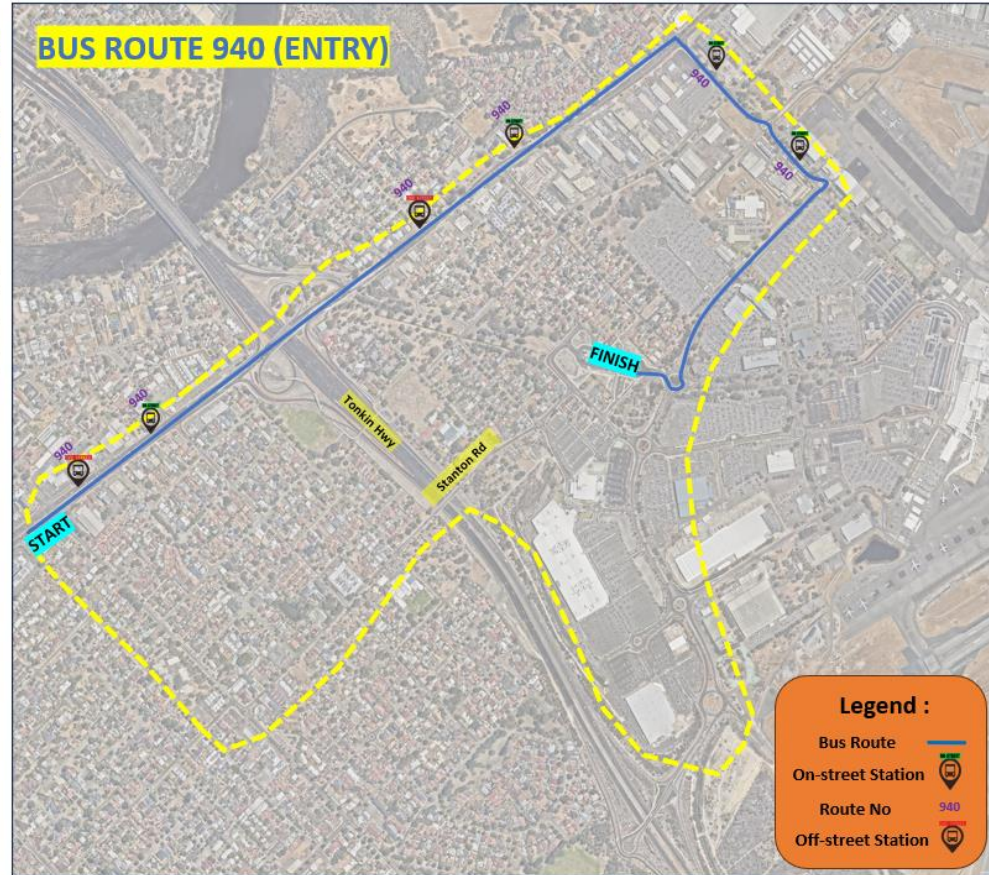 BUS ROUTE 940 (ENTRY)
940
940
940
940
940
940
START
FINISH
Tonkin Hwy
Stanton Rd
Legend :
Bus Route
On-street Station
Route No
940
Off-street Station